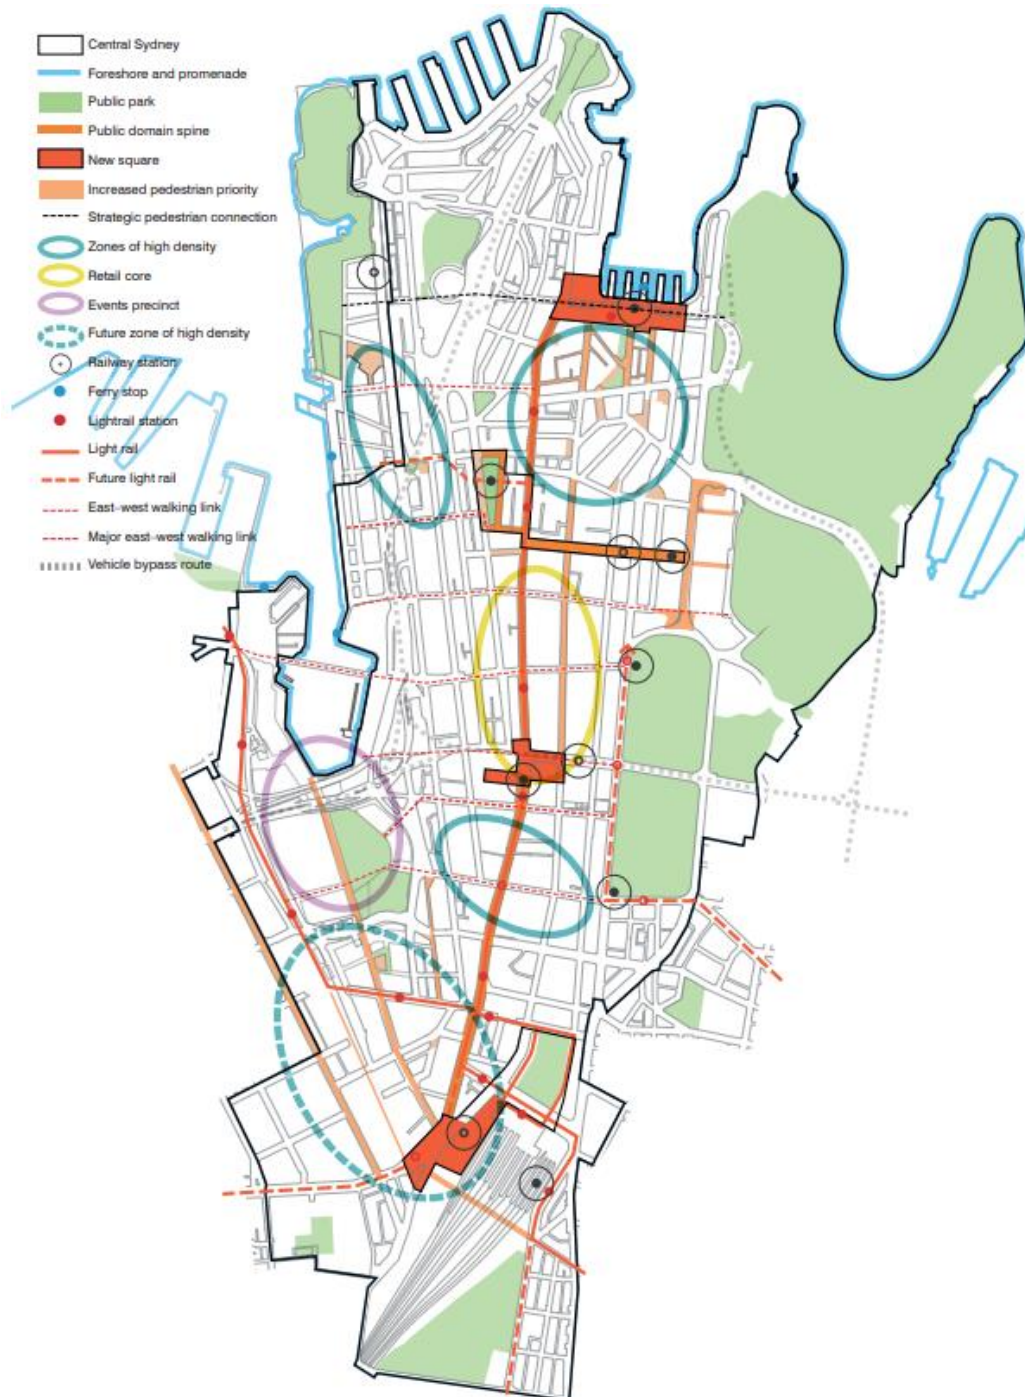 Central Sydney
Foreshore and promenade
Public park
Public domain spine
New square
Increased pedestrian priority
Strategic pedestrian connection
Zones of high density
Retail core
Events precinct
Future zone of high density
Railway station
Ferry stop
Lightrail station
Light rail
Future light rail
East–west walking link
Major east–west walking link
Vehicle bypass route